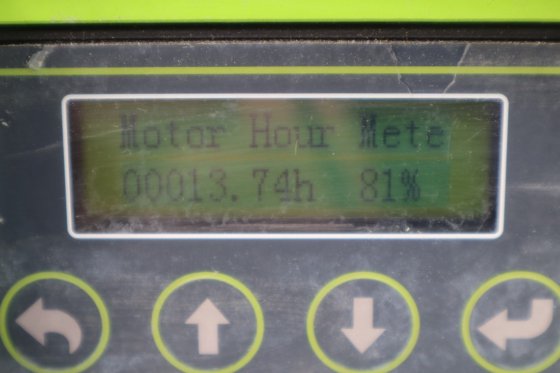 Motor Hour Mete
00013.74h 81%